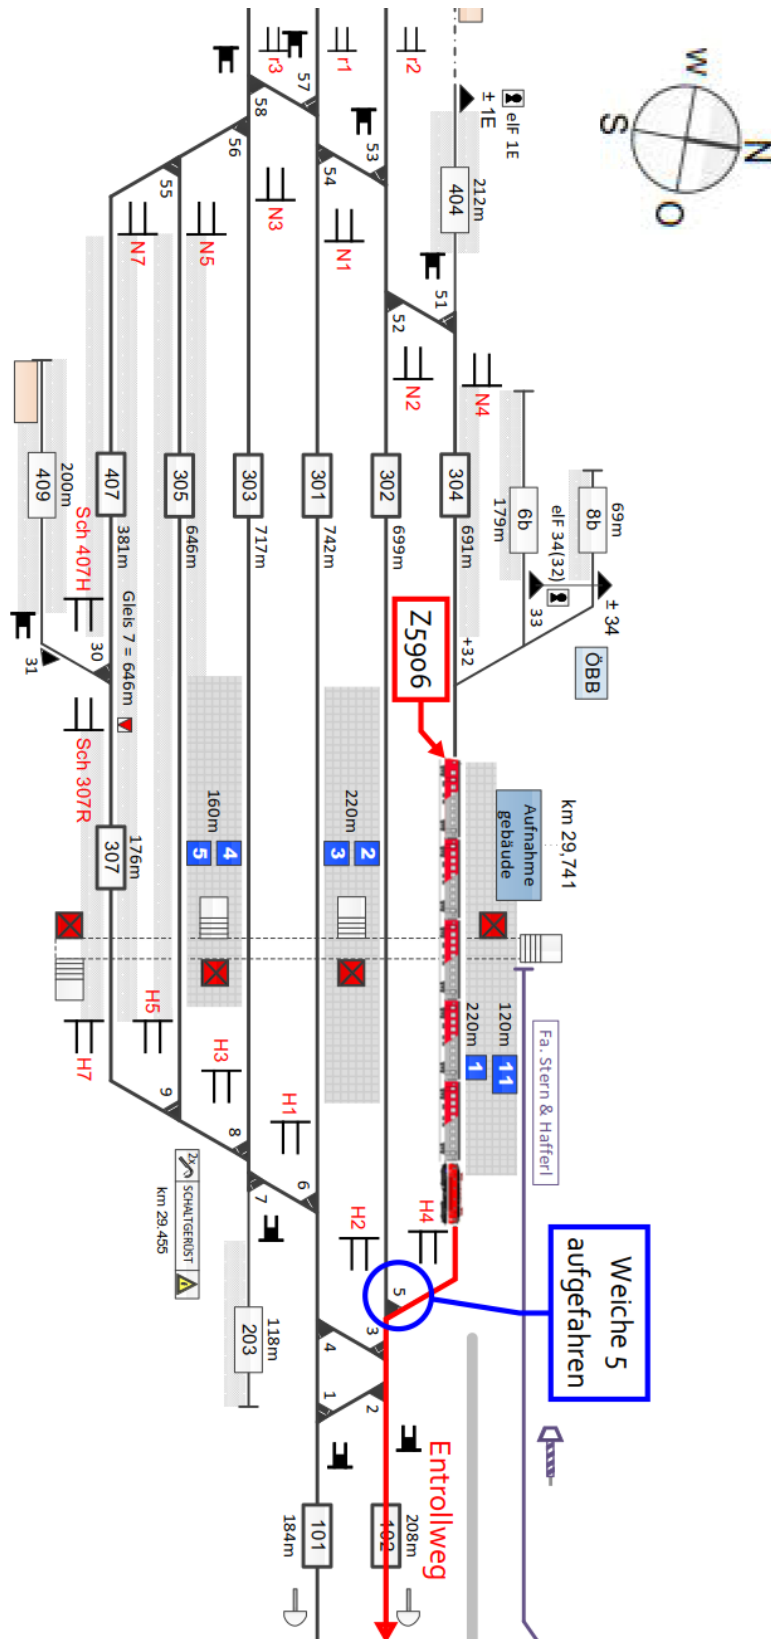 W
N
S
O
r3
r1
r2
57
58
56
55
54
53
± 1E
elF 1E
404
212m
N7
N5
N3
N1
51
52
N2
N4
409
200m
407
381m
305
646m
303
717m
301
742m
302
699m
304
691m
6b
179m
8b
69m
elF 34(32)
33
± 34
+32
ÖBB
Sch 407H
31
30
Gleis 7 = 646m
Sch 307R
307
176m
Z5906
160m
4
5
220m
2
3
km 29,741
Aufnahme
gebäude
120m
11
220m
1
Fa. Stern & Hafferl
H7
H5
H3
H1
H2
H4
9
8
7
6
5
4
3
2
1
2x
SCHALTGERÜST
km 29.455
203
118m
Weiche 5
aufgefahren
Entrollweg
101
184m
102
208m